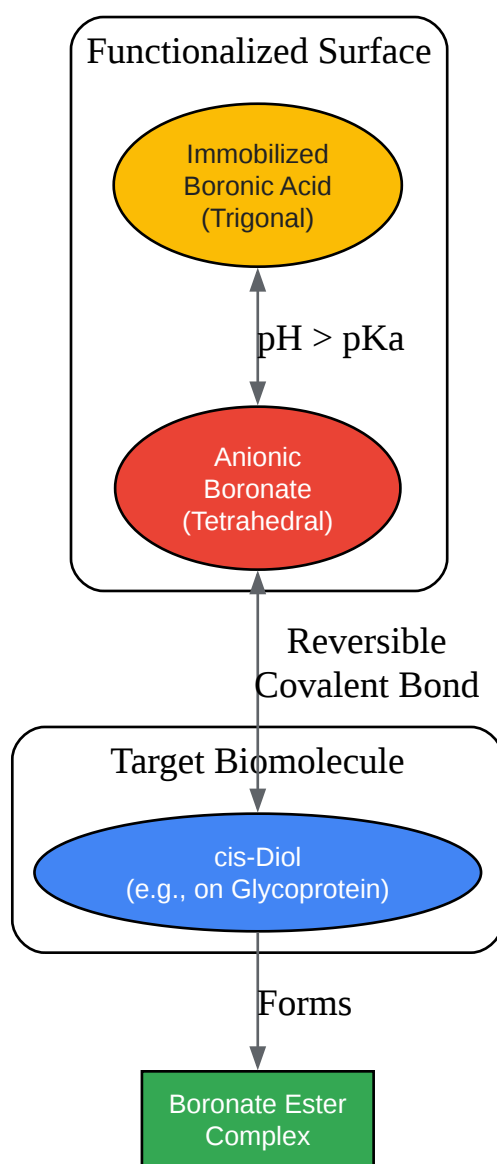 Functionalized Surface
Immobilized
Boronic Acid
(Trigonal)
pH > pKa
Anionic
Boronate
(Tetrahedral)
Reversible
Covalent Bond
Target Biomolecule
cis-Diol
(e.g., on Glycoprotein)
Forms
Boronate Ester
Complex